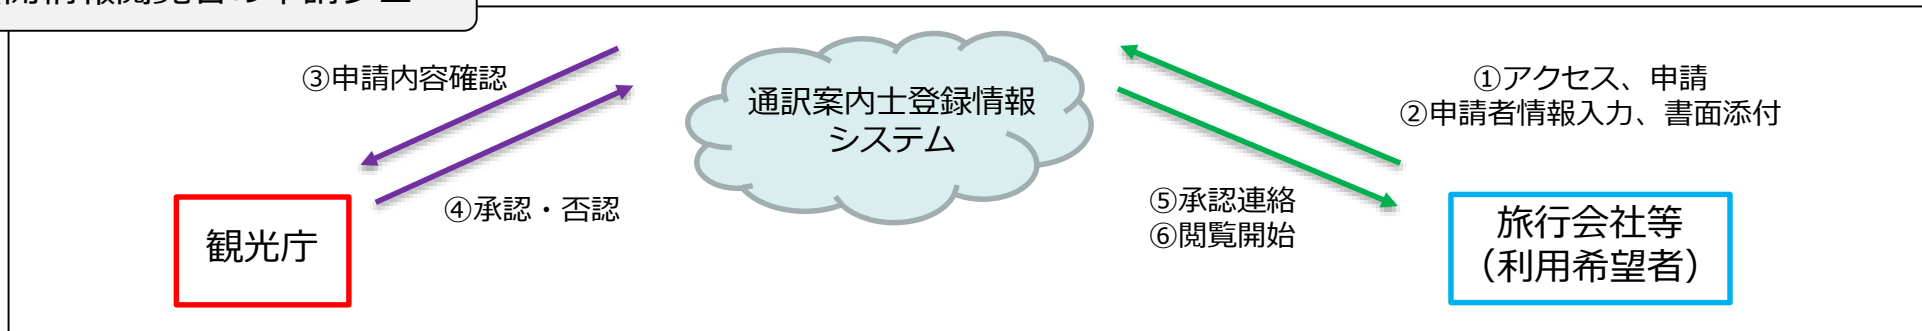 ③申請内容確認
通訳案内士登録情報
システム
①アクセス、申請
②申請者情報入力、書面添付
④承認・否認
⑤承認連絡
⑥閲覧開始
観光庁
旅行会社等
(利用希望者)